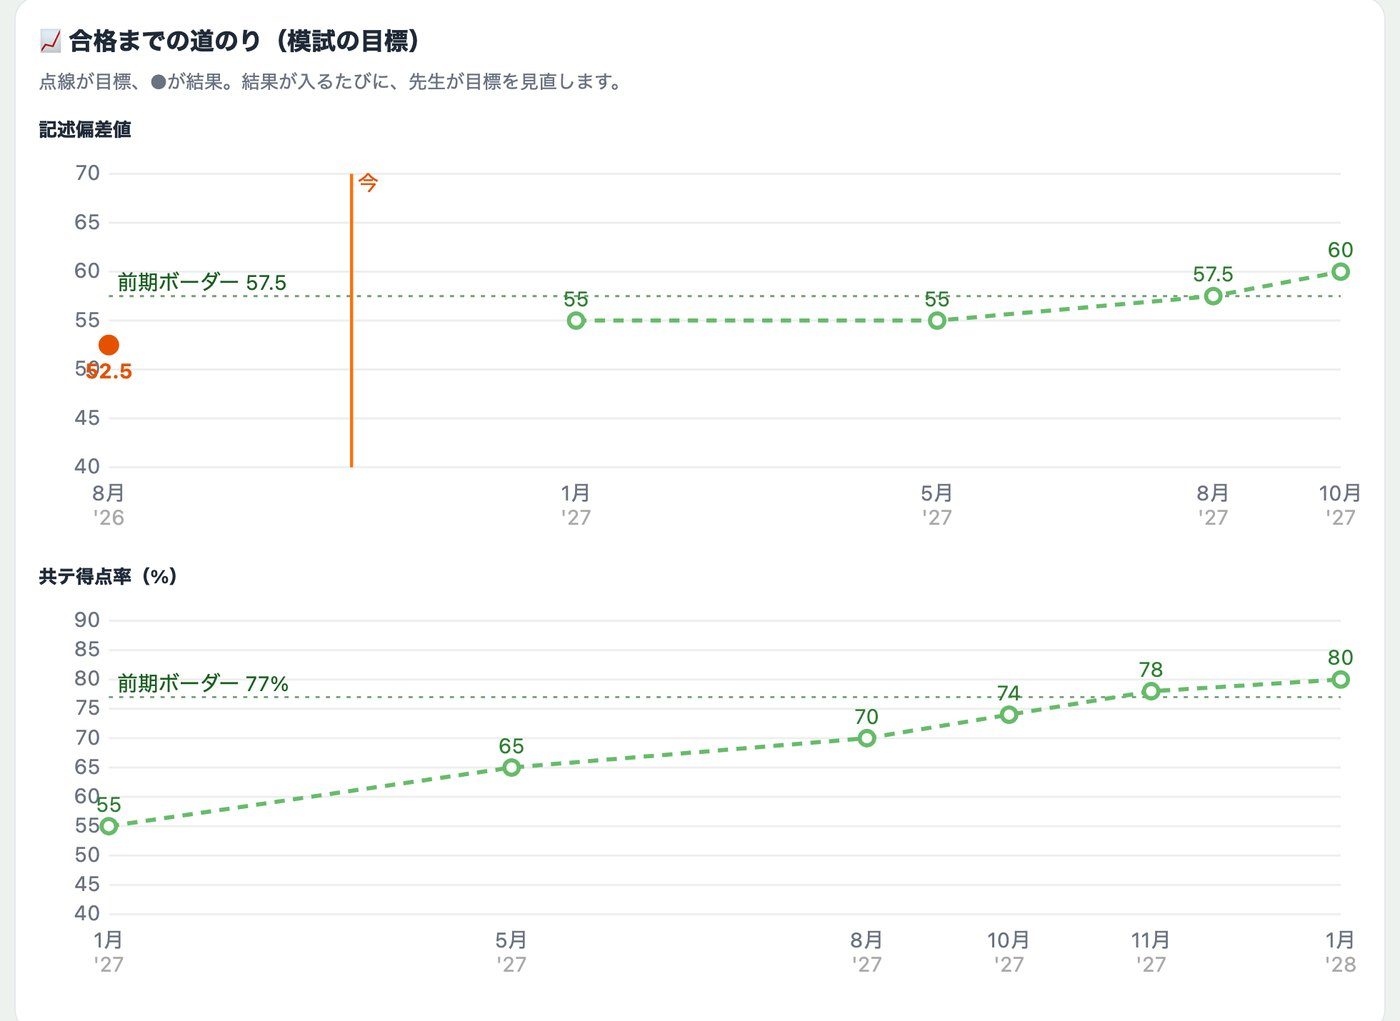 📈 合格までの道のり（模試の目標）
点線が目標、●が結果。結果が入るたびに、先生が目標を見直します。
記述偏差値
70
今
65
60
60
前期ボーダー 57.5
57.5
55
55
55
50
52.5
45
40
8月
1月
5月
8月
10月
'26
'27
'27
'27
'27
共テ得点率（%）
90
85
80
80
前期ボーダー 77%
78
75
74
70
70
65
65
60
55
55
50
45
40
1月
5月
8月
10月
11月
1月
'27
'27
'27
'27
'27
'28